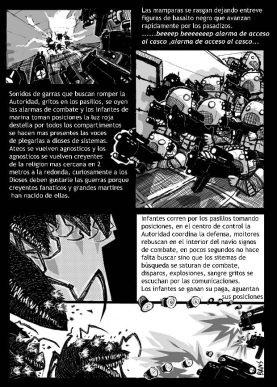 Las mamparas se rasgan dejando entreve
figuras de basalto negro que avanzan
rapidamente por los pasadizos.
......beeeep beeeeeep alarma de acceso
al casco ,alarma de acceso al casco...
Sonidos de garras que buscan romper la
Autoridad, gritos en los pasillos, se oyen
las alarmas de combate y los infantes de
marina toman posiciones la luz roja
destella por todos los compartimentos
se hacen mas presentes las voces
de plegarias a dioses de sistemas.
Ateos se vuelven agnosticos y los
agnosticos se vuelven creyentes
de la religion mas cercana en 2
metros a la redonda, curiosamente a los
Dioses deben gustarle las guerras porque
creyentes fanaticos y grandes martires
han nacido de ellas.
Infantes corren por los pasillos tomando
posiciones, en el centro de control la
Autoridad coordina la defensa, moitores
rebuscan en el interior del navio signos
de combate, en pocos segundos no hace
falta buscar sino que los sitemas de
búsqueda se saturan de combate,
disparos, explosiones, sangre gritos se
escuchan por las comunicaciones.
Los infantes se ganan su paga, aguantan
sus posiciones